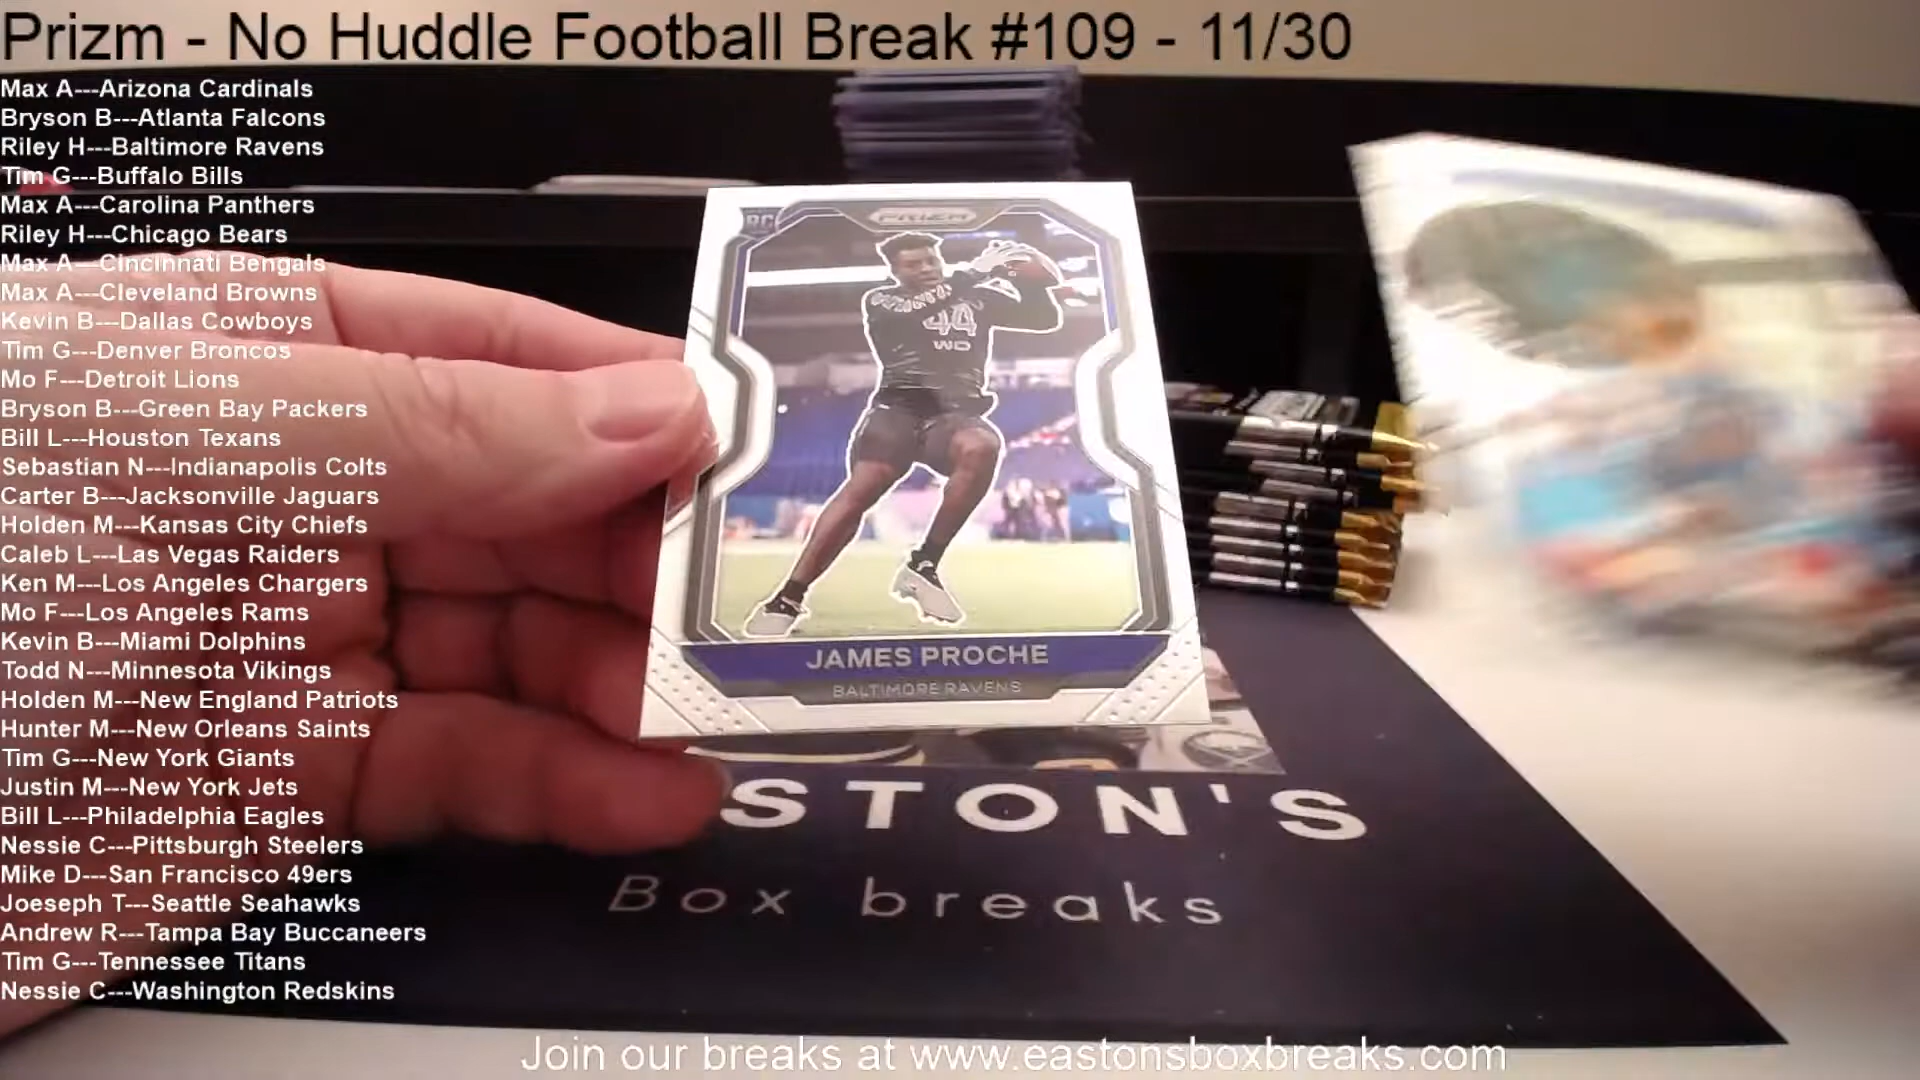 Prizm - No Huddle Football Break #109 - 11/30
Max A---Arizona Cardinals
Bryson B---Atlanta Falcons
Riley H---Baltimore Ravens
Tim G---Buffalo Bills
Max A---Carolina Panthers
Riley H---Chicago Bears
Max A---Cincinnati Bengals
Max A---Cleveland Browns
Kevin B---Dallas Cowboys
Tim G---Denver Broncos
Mo F---Detroit Lions
Bryson B---Green Bay Packers
Bill L---Houston Texans
Sebastian N---Indianapolis Colts
Carter B---Jacksonville Jaguars
Holden M---Kansas City Chiefs
Caleb L---Las Vegas Raiders
Ken M---Los Angeles Chargers
Mo F---Los Angeles Rams
Kevin B---Miami Dolphins
Todd N---Minnesota Vikings
Holden M---New England Patriots
Hunter M---New Orleans Saints
Tim G---New York Giants
Justin M---New York Jets
Bill L---Philadelphia Eagles
Nessie C---Pittsburgh Steelers
Mike D---San Francisco 49ers
Joeseph T---Seattle Seahawks
Andrew R---Tampa Bay Buccaneers
Tim G---Tennessee Titans
Nessie C---Washington Redskins
RC
PRIZM
44
WO
JAMES PROCHE
BALTIMORE RAVENS
STON'S
Box breaks
Join our breaks at www.eastonsboxbreaks.com